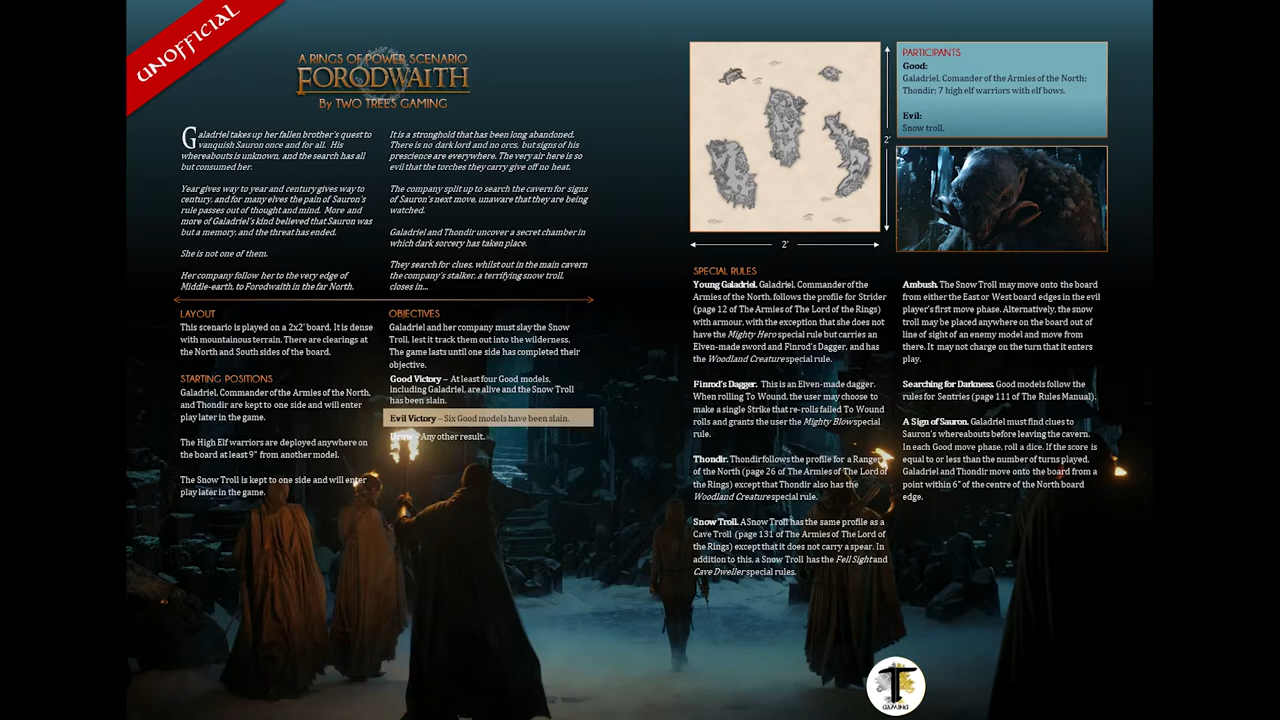 UNOFFICIAL
A RINGS OF POWER SCENARIO
FORODWAITH
By TWO TREES GAMING
Galadriel takes up her fallen brother's quest to
vanquish Sauron once and for all. His
whereabouts is unknown, and the search has all
but consumed her.
Year gives way to year and century gives way to
century, and for many elves the pain of Sauron's
rule passes out of thought and mind. More and
more of Galadriel's kind believed that Sauron was
but a memory, and the threat has ended.
She is not one of them.
Her company follow her to the very edge of
Middle-earth, to Forodwaith in the far North.
It is a stronghold that has been long abandoned.
There is no dark lord and no orcs, but signs of his
prescience are everywhere. The very air here is so
evil that the torches they carry give off no heat.
The company split up to search the cavern for signs
of Sauron's next move, unaware that they are being
watched.
Galadriel and Thondir uncover a secret chamber in
which dark sorcery has taken place.
They search for clues, whilst out in the main cavern
the company's stalker, a terrifying snow troll,
closes in...
LAYOUT
This scenario is played on a 2x2' board. It is dense
with mountainous terrain. There are clearings at
the North and South sides of the board.
STARTING POSITIONS
Galadriel, Commander of the Armies of the North,
and Thondir are kept to one side and will enter
play later in the game.
The High Elf warriors are deployed anywhere on
the board at least 9" from another model.
The Snow Troll is kept to one side and will enter
play later in the game.
OBJECTIVES
Galadriel and her company must slay the Snow
Troll, lest it track them out into the wilderness.
The game lasts until one side has completed their
objective.
Good Victory – At least four Good models,
including Galadriel, are alive and the Snow Troll
has been slain.
Evil Victory – Six Good models have been slain.
Draw – Any other result.
2'
2'
PARTICIPANTS
Good:
Galadriel, Comander of the Armies of the North;
Thondir; 7 high elf warriors with elf bows.
Evil:
Snow troll.
SPECIAL RULES
Young Galadriel. Galadriel, Commander of the
Armies of the North, follows the profile for Strider
(page 12 of The Armies of The Lord of the Rings)
with armour, with the exception that she does not
have the Mighty Hero special rule but carries an
Elven-made sword and Finrod's Dagger, and has
the Woodland Creature special rule.
Finrod's Dagger. This is an Elven-made dagger.
When rolling To Wound, the user may choose to
make a single Strike that re-rolls failed To Wound
rolls and grants the user the Mighty Blow special
rule.
Thondir. Thondir follows the profile for a Ranger
of the North (page 26 of The Armies of The Lord of
the Rings) except that Thondir also has the
Woodland Creature special rule.
Snow Troll. A Snow Troll has the same profile as a
Cave Troll (page 131 of The Armies of The Lord of
the Rings) except that it does not carry a spear. In
addition to this, a Snow Troll has the Fell Sight and
Cave Dweller special rules.
Ambush. The Snow Troll may move onto the board
from either the East or West board edges in the evil
player's first move phase. Alternatively, the snow
troll may be placed anywhere on the board out of
line of sight of an enemy model and move from
there. It may not charge on the turn that it enters
play.
Searching for Darkness. Good models follow the
rules for Sentries (page 111 of The Rules Manual).
A Sign of Sauron. Galadriel must find clues to
Sauron's whereabouts before leaving the cavern.
In each Good move phase, roll a dice. If the score is
equal to or less than the number of turns played,
Galadriel and Thondir move onto the board from a
point within 6" of the centre of the North board
edge.
GAMING